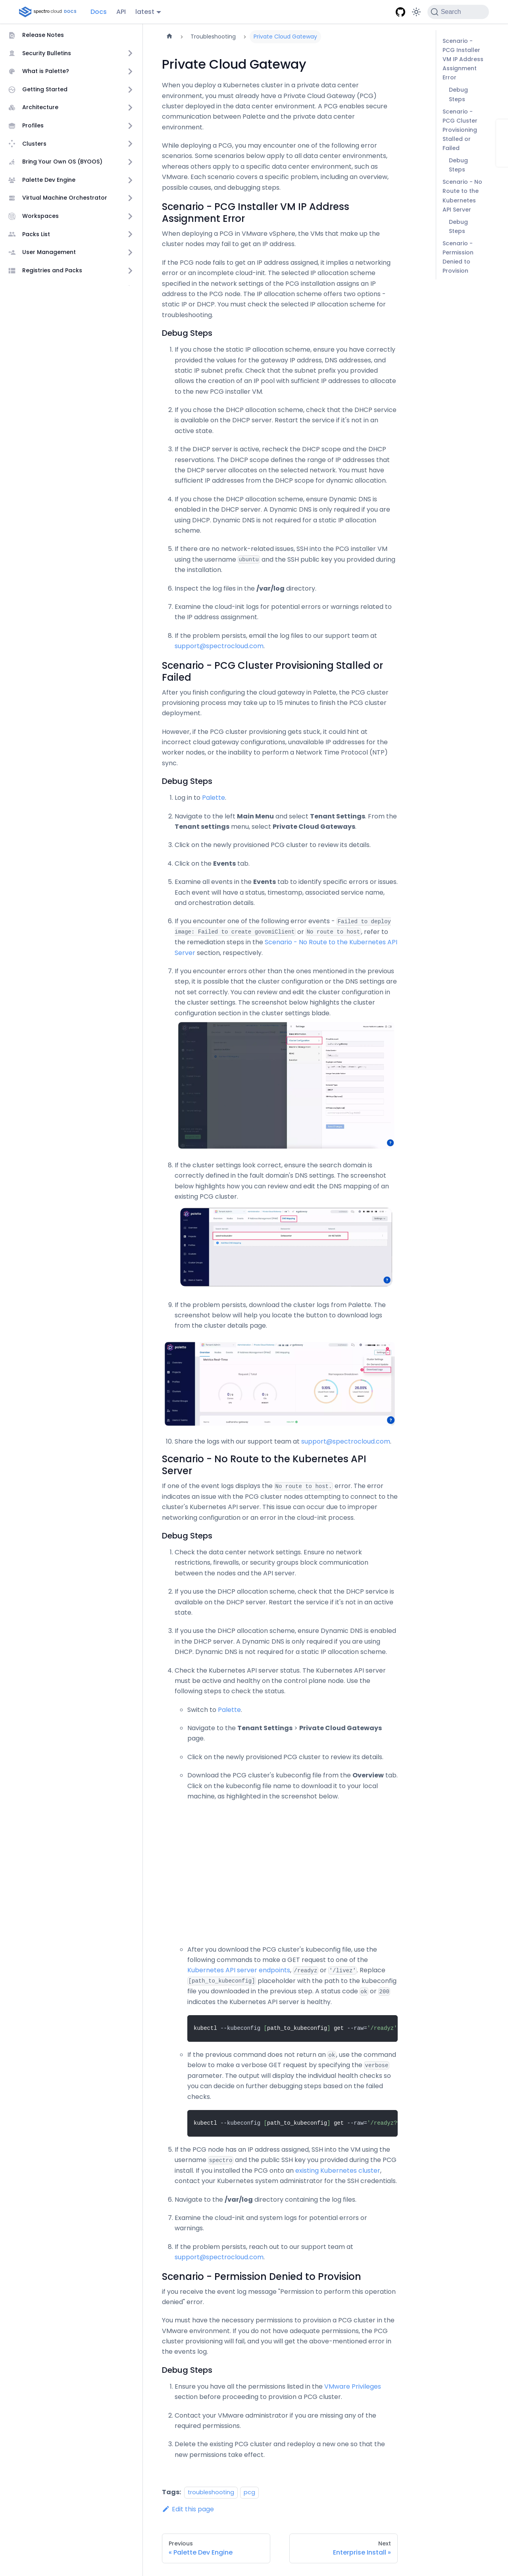 spectro cloud DOCS Docs API latest Search
Release Notes
Security Bulletins
What is Palette?
Getting Started
Architecture
Profiles
Clusters
Bring Your Own OS (BYOOS)
Palette Dev Engine
Virtual Machine Orchestrator
Workspaces
Packs List
User Management
Registries and Packs
Troubleshooting > Private Cloud Gateway
Private Cloud Gateway
When you deploy a Kubernetes cluster in a private data center
environment, you must already have a Private Cloud Gateway (PCG)
cluster deployed in the data center environment. A PCG enables secure
communication between Palette and the private data center
environment.
While deploying a PCG, you may encounter one of the following error
scenarios. Some scenarios below apply to all data center environments,
whereas others apply to a specific data center environment, such as
VMware. Each scenario covers a specific problem, including an overview,
possible causes, and debugging steps.
Scenario - PCG Installer VM IP Address
Assignment Error
When deploying a PCG in VMware vSphere, the VMs that make up the
cluster nodes may fail to get an IP address.
If the PCG node fails to get an IP address assigned, it implies a networking
error or an incomplete cloud-init. The selected IP allocation scheme
specified in the network settings of the PCG installation assigns an IP
address to the PCG node. The IP allocation scheme offers two options -
static IP or DHCP. You must check the selected IP allocation scheme for
troubleshooting.
Debug Steps
1. If you chose the static IP allocation scheme, ensure you have correctly
provided the values for the gateway IP address, DNS addresses, and
static IP subnet prefix. Check that the subnet prefix you provided
allows the creation of an IP pool with sufficient IP addresses to allocate
to the new PCG installer VM.
2. If you chose the DHCP allocation scheme, check that the DHCP service
is available on the DHCP server. Restart the service if it's not in an
active state.
3. If the DHCP server is active, recheck the DHCP scope and the DHCP
reservations. The DHCP scope defines the range of IP addresses that
the DHCP server allocates on the selected network. You must have
sufficient IP addresses from the DHCP scope for dynamic allocation.
4. If you chose the DHCP allocation scheme, ensure Dynamic DNS is
enabled in the DHCP server. A Dynamic DNS is only required if you are
using DHCP. Dynamic DNS is not required for a static IP allocation
scheme.
5. If there are no network-related issues, SSH into the PCG installer VM
using the username ubuntu and the SSH public key you provided during
the installation.
6. Inspect the log files in the /var/log directory.
7. Examine the cloud-init logs for potential errors or warnings related to
the IP address assignment.
8. If the problem persists, email the log files to our support team at
support@spectrocloud.com.
Scenario - PCG Cluster Provisioning Stalled or
Failed
After you finish configuring the cloud gateway in Palette, the PCG cluster
provisioning process may take up to 15 minutes to finish the PCG cluster
deployment.
However, if the PCG cluster provisioning gets stuck, it could hint at
incorrect cloud gateway configurations, unavailable IP addresses for the
worker nodes, or the inability to perform a Network Time Protocol (NTP)
sync.
Debug Steps
1. Log in to Palette.
2. Navigate to the left Main Menu and select Tenant Settings. From the
Tenant settings menu, select Private Cloud Gateways.
3. Click on the newly provisioned PCG cluster to review its details.
4. Click on the Events tab.
5. Examine all events in the Events tab to identify specific errors or issues.
Each event will have a status, timestamp, associated service name,
and orchestration details.
6. If you encounter one of the following event errors - Failed to deploy
image: Failed to create govomiClient or No route to host, refer to
the remediation steps in the Scenario - No Route to the Kubernetes API
Server section, respectively.
7. If you encounter errors other than the ones mentioned in the previous
step, it is possible that the cluster configuration or the DNS settings are
not set correctly. You can review and edit the cluster configuration in
the cluster settings. The screenshot below highlights the cluster
configuration section in the cluster settings blade.
8. If the cluster settings look correct, ensure the search domain is
correctly defined in the fault domain's DNS settings. The screenshot
below highlights how you can review and edit the DNS mapping of an
existing PCG cluster.
9. If the problem persists, download the cluster logs from Palette. The
screenshot below will help you locate the button to download logs
from the cluster details page.
10. Share the logs with our support team at support@spectrocloud.com.
Scenario - No Route to the Kubernetes API
Server
If one of the event logs displays the No route to host. error. The error
indicates an issue with the PCG cluster nodes attempting to connect to the
cluster's Kubernetes API server. This issue can occur due to improper
networking configuration or an error in the cloud-init process.
Debug Steps
1. Check the data center network settings. Ensure no network
restrictions, firewalls, or security groups block communication
between the nodes and the API server.
2. If you use the DHCP allocation scheme, check that the DHCP service is
available on the DHCP server. Restart the service if it's not in an active
state.
3. If you use the DHCP allocation scheme, ensure Dynamic DNS is enabled
in the DHCP server. A Dynamic DNS is only required if you are using
DHCP. Dynamic DNS is not required for a static IP allocation scheme.
4. Check the Kubernetes API server status. The Kubernetes API server
must be active and healthy on the control plane node. Use the
following steps to check the status.
Switch to Palette.
Navigate to the Tenant Settings > Private Cloud Gateways
page.
Click on the newly provisioned PCG cluster to review its details.
Download the PCG cluster's kubeconfig file from the Overview tab.
Click on the kubeconfig file name to download it to your local
machine, as highlighted in the screenshot below.
After you download the PCG cluster's kubeconfig file, use the
following commands to make a GET request to one of the
Kubernetes API server endpoints, /readyz or '/livez'. Replace
[path_to_kubeconfig] placeholder with the path to the kubeconfig
file you downloaded in the previous step. A status code ok or 200
indicates the Kubernetes API server is healthy.
kubectl --kubeconfig [path_to_kubeconfig] get --raw='/readyz'
If the previous command does not return an ok, use the command
below to make a verbose GET request by specifying the verbose
parameter. The output will display the individual health checks so
you can decide on further debugging steps based on the failed
checks.
kubectl --kubeconfig [path_to_kubeconfig] get --raw='/readyz?
5. If the PCG node has an IP address assigned, SSH into the VM using the
username spectro and the public SSH key you provided during the PCG
install. If you installed the PCG onto an existing Kubernetes cluster,
contact your Kubernetes system administrator for the SSH credentials.
6. Navigate to the /var/log directory containing the log files.
7. Examine the cloud-init and system logs for potential errors or
warnings.
8. If the problem persists, reach out to our support team at
support@spectrocloud.com.
Scenario - Permission Denied to Provision
If you receive the event log message "Permission to perform this operation
denied" error.
You must have the necessary permissions to provision a PCG cluster in the
VMware environment. If you do not have adequate permissions, the PCG
cluster provisioning will fail, and you will get the above-mentioned error in
the events log.
Debug Steps
1. Ensure you have all the permissions listed in the VMware Privileges
section before proceeding to provision a PCG cluster.
2. Contact your VMware administrator if you are missing any of the
required permissions.
3. Delete the existing PCG cluster and redeploy a new one so that the
new permissions take effect.
Tags: troubleshooting pcg
Edit this page
Previous
« Palette Dev Engine
Next
Enterprise Install »
Scenario -
PCG Installer
VM IP Address
Assignment
Error
Debug
Steps
Scenario -
PCG Cluster
Provisioning
Stalled or
Failed
Debug
Steps
Scenario - No
Route to the
Kubernetes
API Server
Debug
Steps
Scenario -
Permission
Denied to
Provision